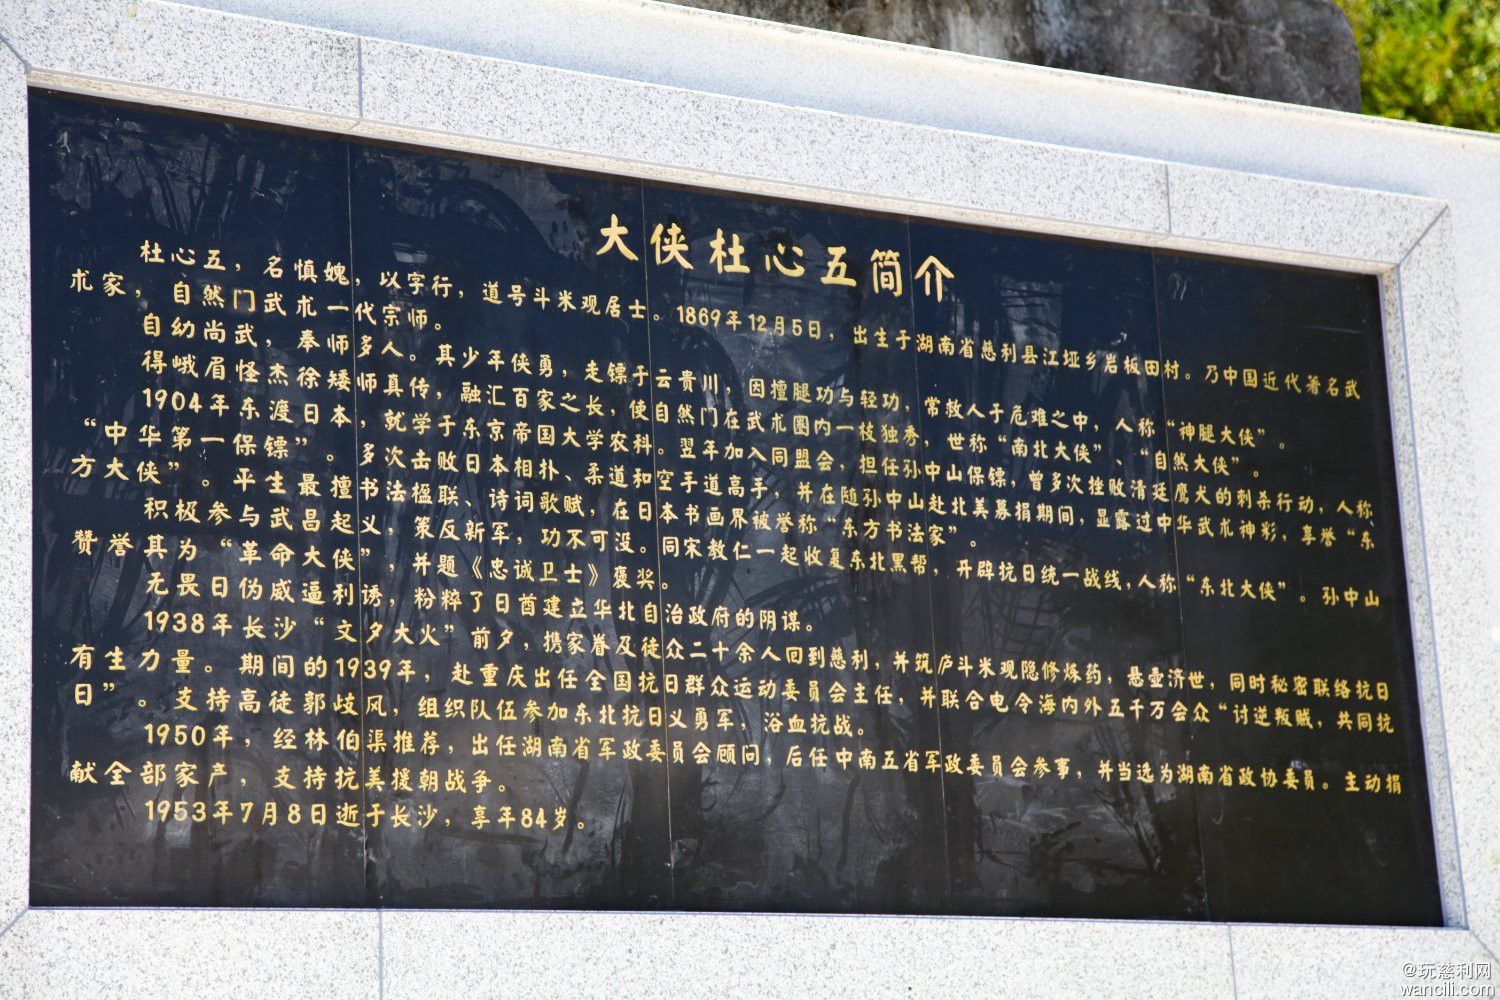 大侠杜心五简介
杜心五，名慎媿，以字行，道号斗米观居士。1869年12月5日，出生于湖南省慈利县江垭乡岩板田村。乃中国近代著名武
术家，自然门武术一代宗师。
自幼尚武，奉师多人。其少年侠勇，走镖于云贵川，因擅腿功与轻功，常救人于危难之中，人称“神腿大侠”。
得峨眉怪杰徐矮师真传，融汇百家之长，使自然门在武术圈内一枝独秀，世称“南北大侠”、“自然大侠”。
1904年东渡日本，就学于东京帝国大学农科。翌年加入同盟会，担任孙中山保镖，曾多次挫败清廷鹰犬的刺杀行动，人称
“中华第一保镖”。多次击败日本相扑、柔道和空手道高手，并在随孙中山赴北美募捐期间，显露过中华武术神彩，享誉“东
方大侠”。平生最擅书法楹联、诗词歌赋，在日本书画界被誉称“东方书法家”。
积极参与武昌起义，策反新军，功不可没。同宋教仁一起收复东北黑帮，开辟抗日统一战线，人称“东北大侠”。孙中山
赞誉其为“革命大侠”，并题《忠诚卫士》褒奖。
无畏日伪威逼利诱，粉粹了日酋建立华北自治政府的阴谋。
1938年长沙“文夕大火”前夕，携家眷及徒众二十余人回到慈利，并筑庐斗米观隐修炼药，悬壶济世，同时秘密联络抗日
有生力量。期间的1939年，赴重庆出任全国抗日群众运动委员会主任，并联合电令海内外五千万会众“讨逆叛贼，共同抗
日”。支持高徒郭歧风，组织队伍参加东北抗日义勇军，浴血抗战。
1950年，经林伯渠推荐，出任湖南省军政委员会顾问，后任中南五省军政委员会参事，并当选为湖南省政协委员。主动捐
献全部家产，支持抗美援朝战争。
1953年7月8日逝于长沙，享年84岁。
@玩慈利网
wancili.com